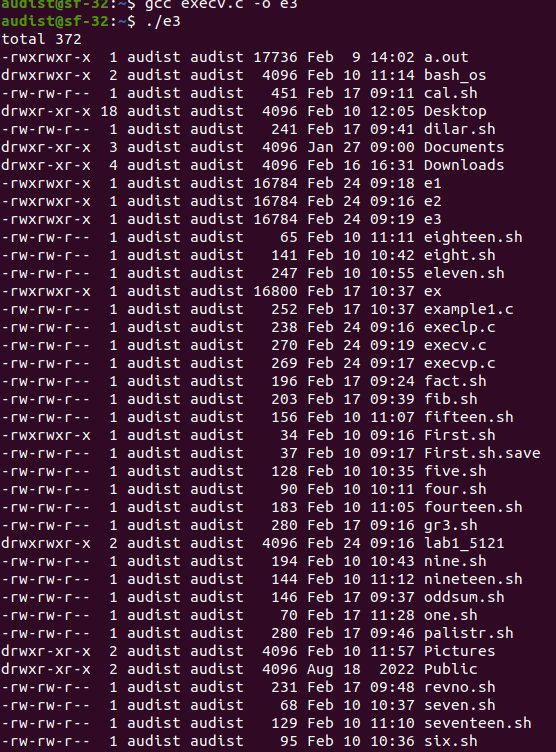 audist@sf-32:~$ gcc execv.c -o e3
audist@sf-32:~$ ./e3
total 372
-rwxrwxr-x  1 audist audist 17736 Feb  9 14:02 a.out
drwxrwxr-x  2 audist audist  4096 Feb 10 11:14 bash_os
-rw-rw-r--  1 audist audist   451 Feb 17 09:11 cal.sh
drwxr-xr-x 18 audist audist  4096 Feb 10 12:05 Desktop
-rw-rw-r--  1 audist audist   241 Feb 17 09:41 dilar.sh
drwxr-xr-x  3 audist audist  4096 Jan 27 09:00 Documents
drwxr-xr-x  4 audist audist  4096 Feb 16 16:31 Downloads
-rwxrwxr-x  1 audist audist 16784 Feb 24 09:18 e1
-rwxrwxr-x  1 audist audist 16784 Feb 24 09:16 e2
-rwxrwxr-x  1 audist audist 16784 Feb 24 09:19 e3
-rw-rw-r--  1 audist audist    65 Feb 10 11:11 eighteen.sh
-rw-rw-r--  1 audist audist   141 Feb 10 10:42 eight.sh
-rw-rw-r--  1 audist audist   247 Feb 10 10:55 eleven.sh
-rwxrwxr-x  1 audist audist 16800 Feb 17 10:37 ex
-rw-rw-r--  1 audist audist   252 Feb 17 10:37 example1.c
-rw-rw-r--  1 audist audist   238 Feb 24 09:16 execlp.c
-rw-rw-r--  1 audist audist   270 Feb 24 09:19 execv.c
-rw-rw-r--  1 audist audist   269 Feb 24 09:17 execvp.c
-rw-rw-r--  1 audist audist   196 Feb 17 09:24 fact.sh
-rw-rw-r--  1 audist audist   203 Feb 17 09:39 fib.sh
-rw-rw-r--  1 audist audist   156 Feb 10 11:07 fifteen.sh
-rwxrwxr-x  1 audist audist    34 Feb 10 09:16 First.sh
-rw-rw-r--  1 audist audist    37 Feb 10 09:17 First.sh.save
-rw-rw-r--  1 audist audist   128 Feb 10 10:35 five.sh
-rw-rw-r--  1 audist audist    90 Feb 10 10:11 four.sh
-rw-rw-r--  1 audist audist   183 Feb 10 11:05 fourteen.sh
-rw-rw-r--  1 audist audist   280 Feb 17 09:16 gr3.sh
drwxrwxr-x  2 audist audist  4096 Feb 24 09:16 lab1_5121
-rw-rw-r--  1 audist audist   194 Feb 10 10:43 nine.sh
-rw-rw-r--  1 audist audist   144 Feb 10 11:12 nineteen.sh
-rw-rw-r--  1 audist audist   146 Feb 17 09:37 oddsum.sh
-rw-rw-r--  1 audist audist    70 Feb 17 11:28 one.sh
-rw-rw-r--  1 audist audist   280 Feb 17 09:46 palistr.sh
drwxr-xr-x  2 audist audist  4096 Feb 10 11:57 Pictures
drwxr-xr-x  2 audist audist  4096 Aug 18  2022 Public
-rw-rw-r--  1 audist audist   231 Feb 17 09:48 revno.sh
-rw-rw-r--  1 audist audist    68 Feb 10 10:37 seven.sh
-rw-rw-r--  1 audist audist   129 Feb 10 11:10 seventeen.sh
-rw-rw-r--  1 audist audist    95 Feb 10 10:36 six.sh